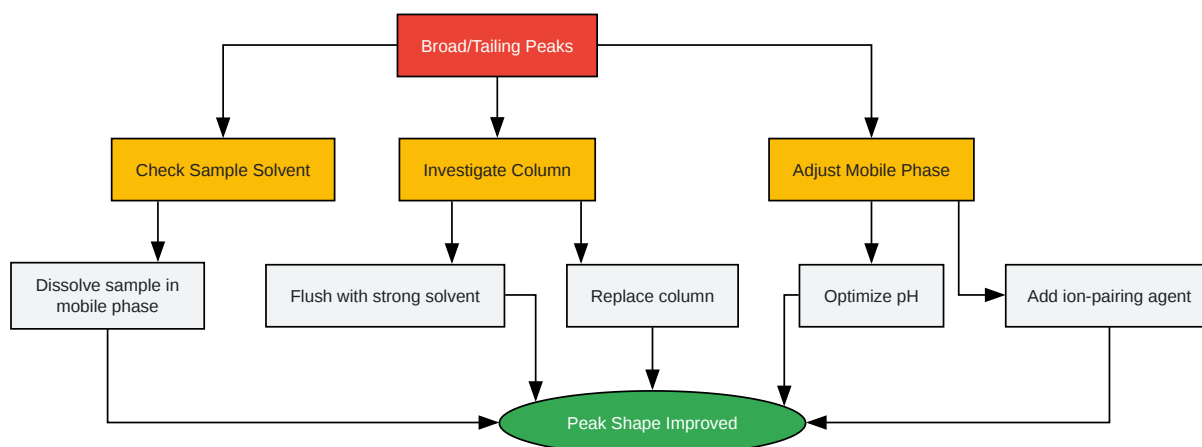 Broad/Tailing Peaks
Check Sample Solvent
Investigate Column
Adjust Mobile Phase
Dissolve sample in
mobile phase
Flush with strong solvent
Replace column
Optimize pH
Add ion-pairing agent
Peak Shape Improved